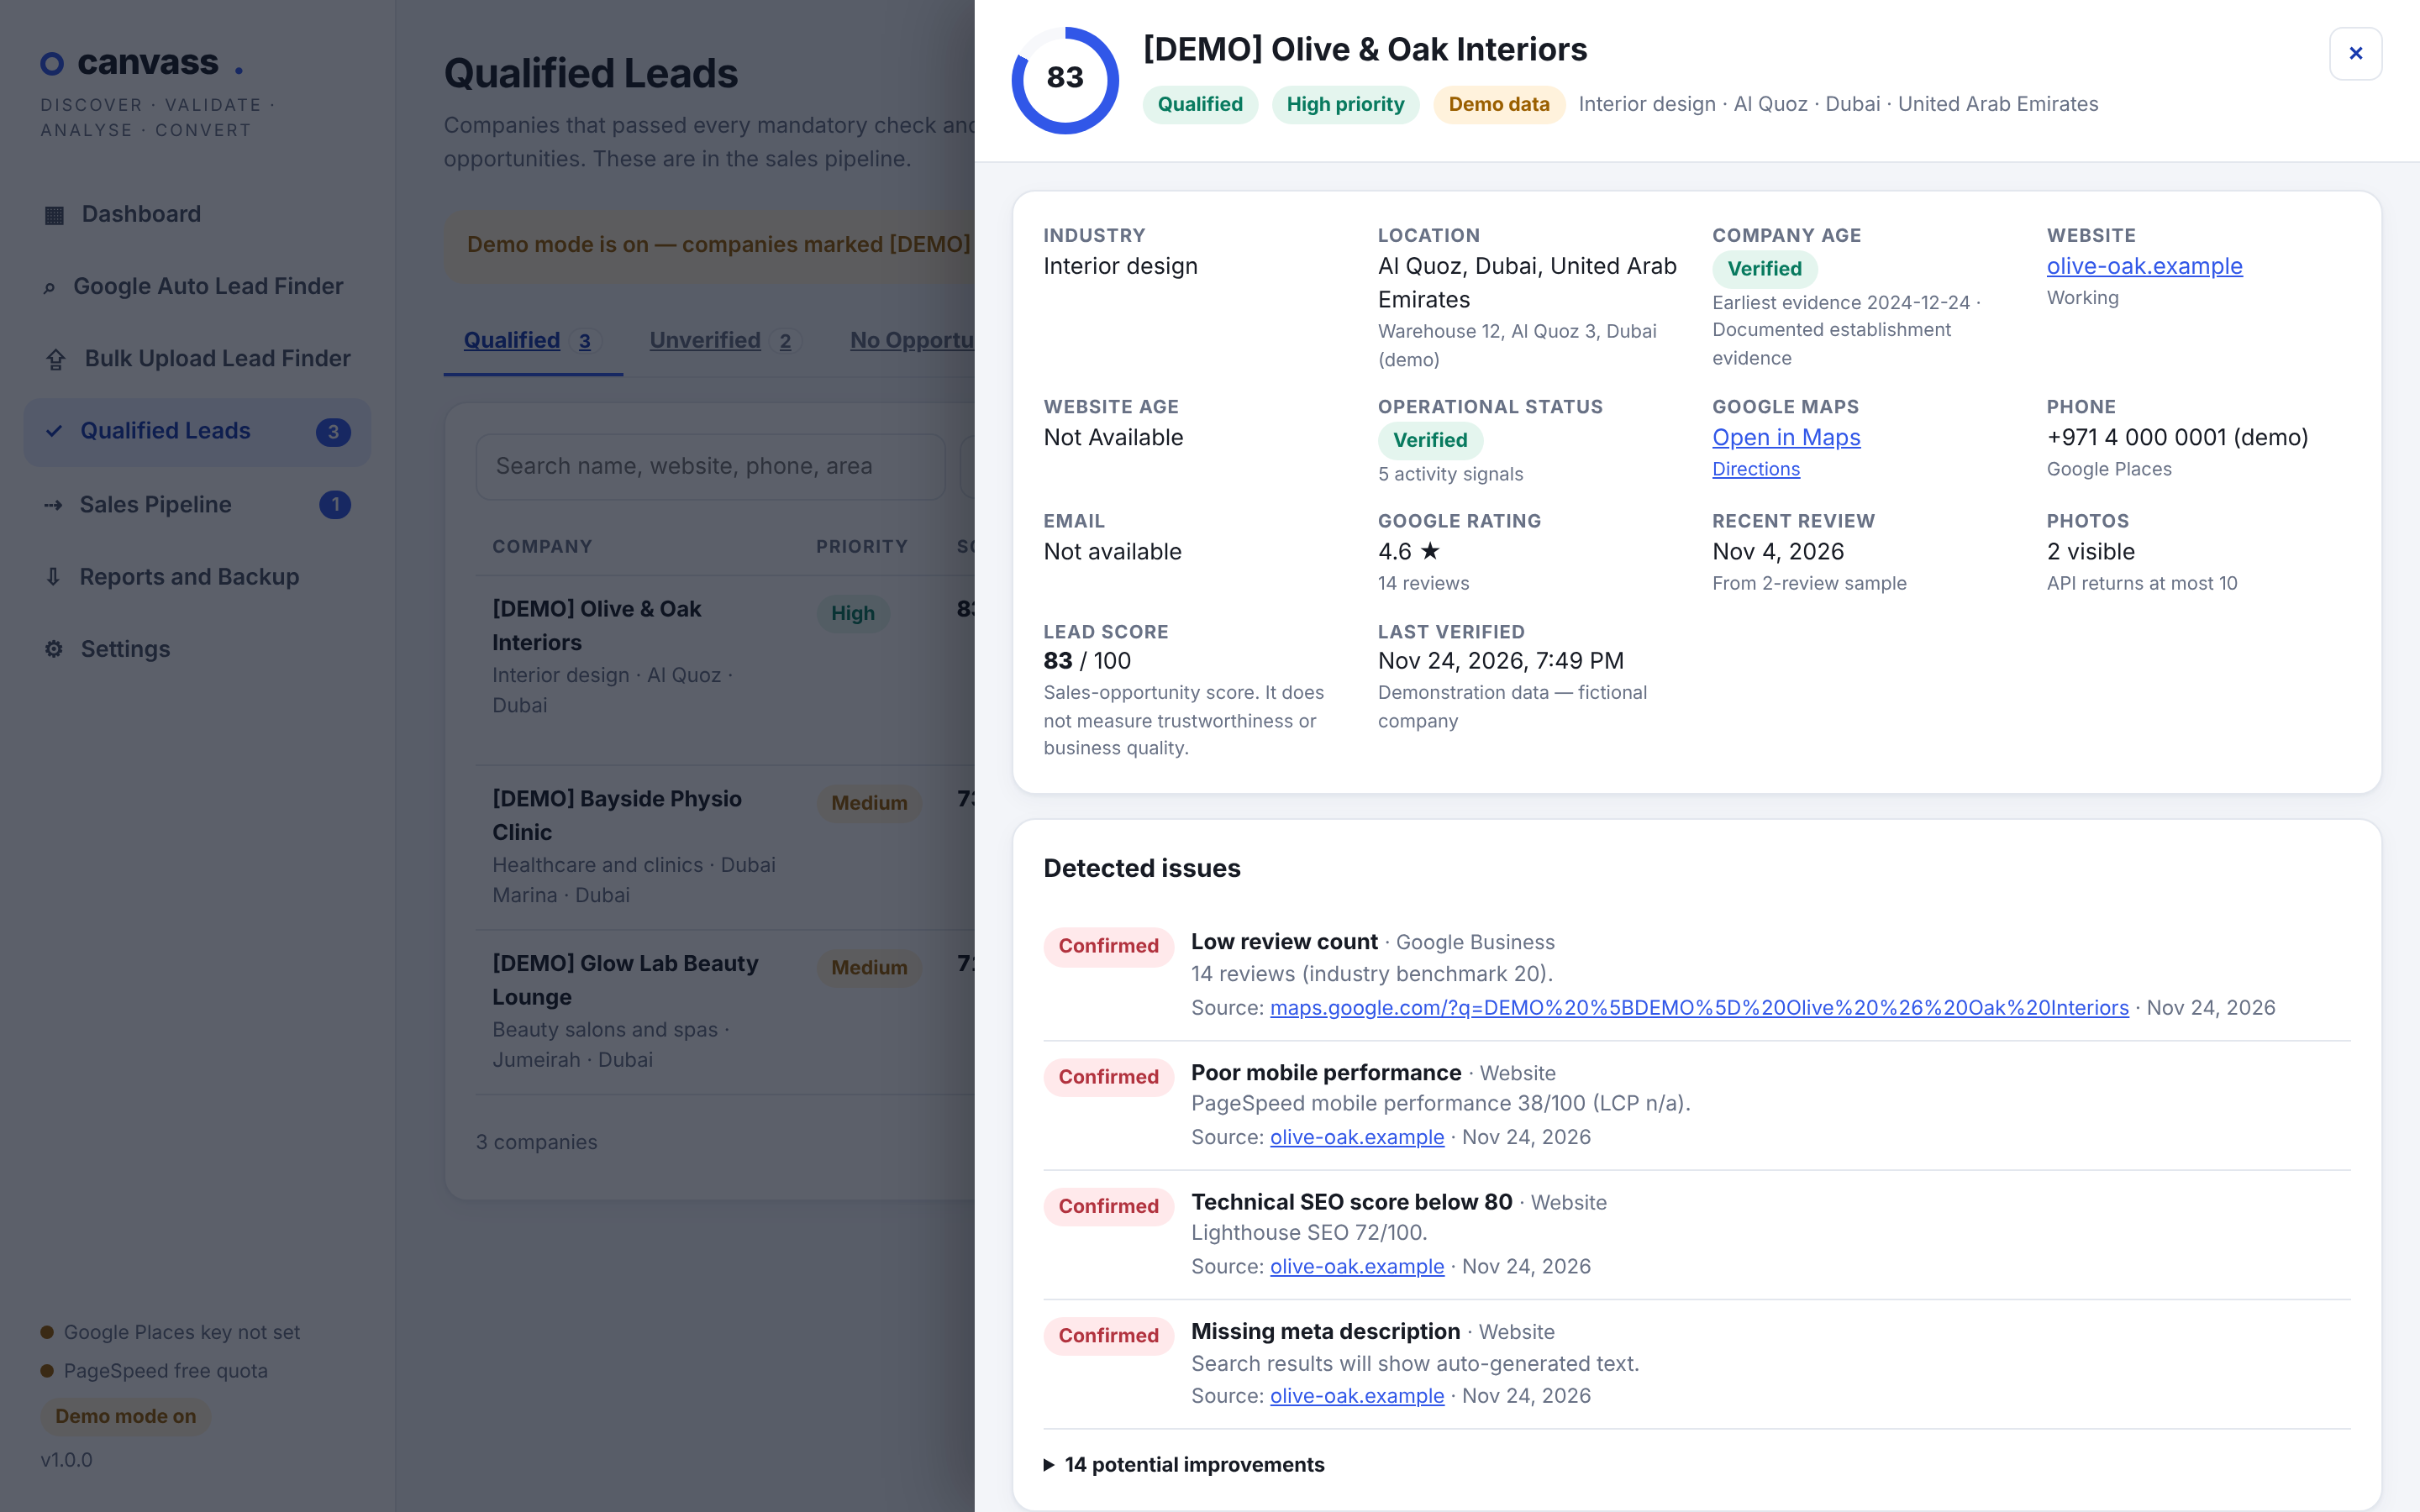 canvass .
DISCOVER · VALIDATE ·
ANALYSE · CONVERT
Dashboard
Google Auto Lead Finder
Bulk Upload Lead Finder
Qualified Leads 3
Sales Pipeline 1
Reports and Backup
Settings
Google Places key not set
PageSpeed free quota
Demo mode on
v1.0.0
Qualified Leads
Companies that passed every mandatory check and
opportunities. These are in the sales pipeline.
Demo mode is on — companies marked [DEMO]
Qualified 3 Unverified 2 No Opportu
Search name, website, phone, area
COMPANY PRIORITY
[DEMO] Olive & Oak
Interiors
High
Interior design · Al Quoz ·
Dubai
[DEMO] Bayside Physio
Clinic
Medium
Healthcare and clinics · Dubai
Marina · Dubai
[DEMO] Glow Lab Beauty
Lounge
Medium
Beauty salons and spas ·
Jumeirah · Dubai
3 companies
83
[DEMO] Olive & Oak Interiors
Qualified High priority Demo data Interior design · Al Quoz · Dubai · United Arab Emirates
×
INDUSTRY
Interior design
LOCATION
Al Quoz, Dubai, United Arab
Emirates
Warehouse 12, Al Quoz 3, Dubai
(demo)
COMPANY AGE
Verified
Earliest evidence 2024-12-24 ·
Documented establishment
evidence
WEBSITE
olive-oak.example
Working
WEBSITE AGE
Not Available
OPERATIONAL STATUS
Verified
5 activity signals
GOOGLE MAPS
Open in Maps
Directions
PHONE
+971 4 000 0001 (demo)
Google Places
EMAIL
Not available
GOOGLE RATING
4.6 ★
14 reviews
RECENT REVIEW
Nov 4, 2026
From 2-review sample
PHOTOS
2 visible
API returns at most 10
LEAD SCORE
83 / 100
Sales-opportunity score. It does
not measure trustworthiness or
business quality.
LAST VERIFIED
Nov 24, 2026, 7:49 PM
Demonstration data — fictional
company
Detected issues
Confirmed Low review count · Google Business
14 reviews (industry benchmark 20).
Source: maps.google.com/?q=DEMO%20%5BDEMO%5D%20Olive%20%26%20Oak%20Interiors · Nov 24, 2026
Confirmed Poor mobile performance · Website
PageSpeed mobile performance 38/100 (LCP n/a).
Source: olive-oak.example · Nov 24, 2026
Confirmed Technical SEO score below 80 · Website
Lighthouse SEO 72/100.
Source: olive-oak.example · Nov 24, 2026
Confirmed Missing meta description · Website
Search results will show auto-generated text.
Source: olive-oak.example · Nov 24, 2026
14 potential improvements